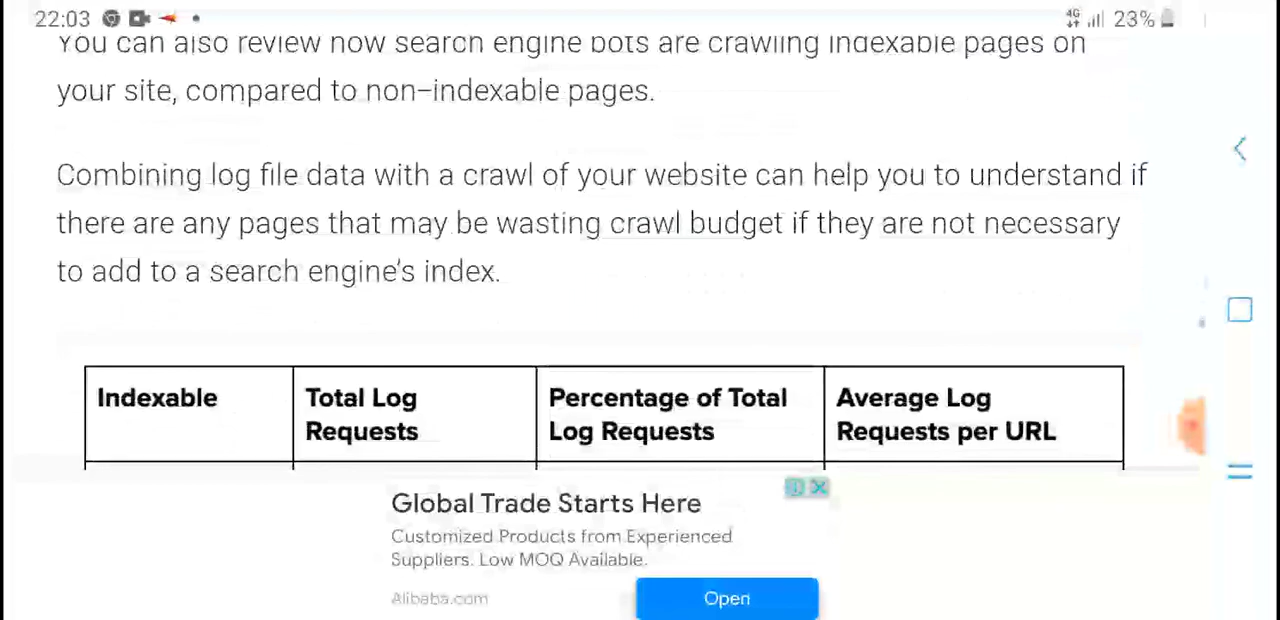 22:03
4G 23%
You can also review how search engine bots are crawling indexable pages on
your site, compared to non-indexable pages.
Combining log file data with a crawl of your website can help you to understand if
there are any pages that may be wasting crawl budget if they are not necessary
to add to a search engine's index.
Indexable
Total Log
Requests
Percentage of Total
Log Requests
Average Log
Requests per URL
Global Trade Starts Here
Customized Products from Experienced
Suppliers. Low MOQ Available.
Alibaba.com
Open